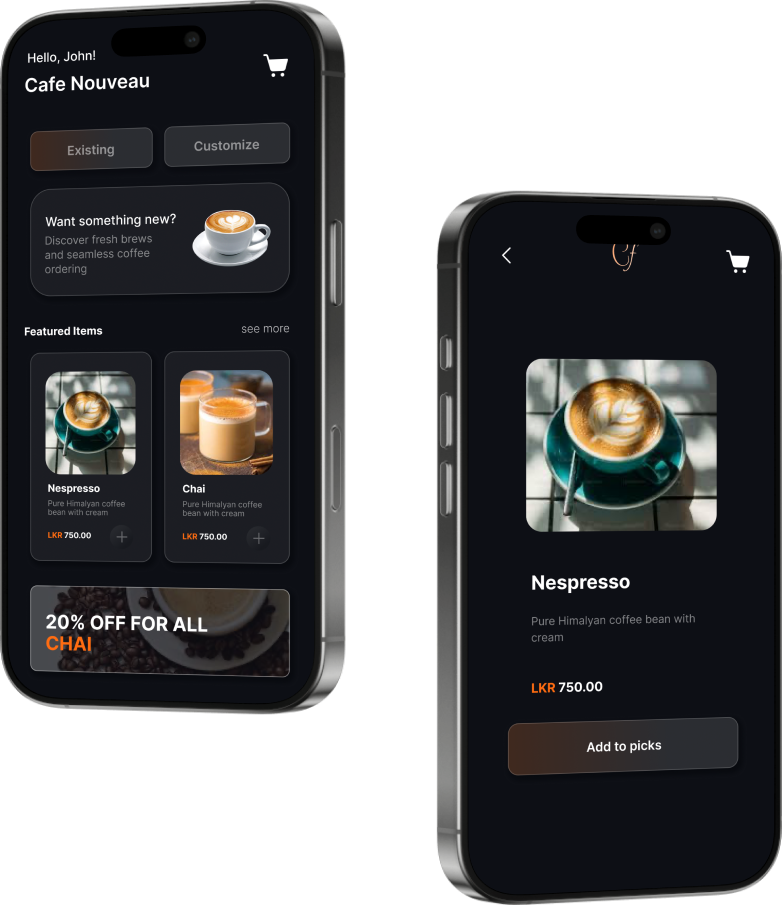 Hello, John!
Cafe Nouveau
Existing
Customize
Want something new?
Discover fresh brews
and seamless coffee
ordering
Featured Items
see more
Nespresso
Pure Himalyan coffee
bean with cream
LKR 750.00
Chai
Pure Himalyan coffee
bean with cream
LKR 750.00
20% OFF FOR ALL
CHAI
Cf
Nespresso
Pure Himalyan coffee bean with
cream
LKR 750.00
Add to picks